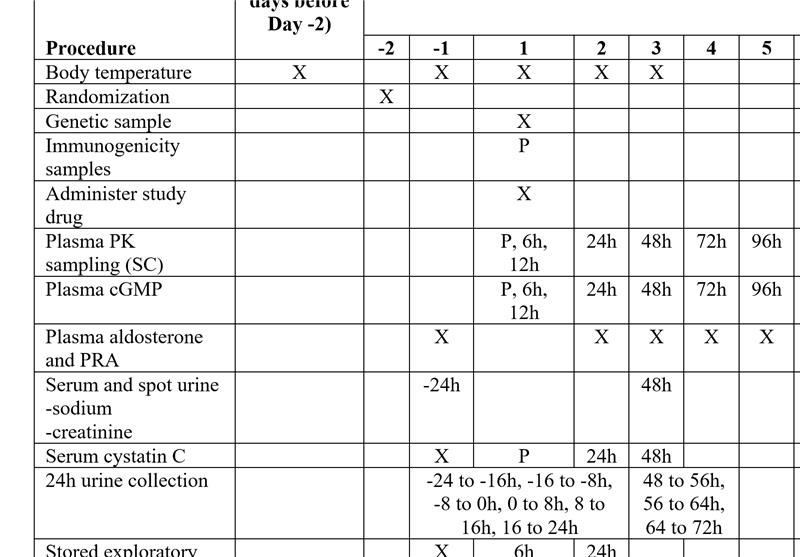 days before
Day -2)
Procedure -2 -1 1 2 3 4 5
Body temperature X X X X X
Randomization X
Genetic sample X
Immunogenicity P
samples
Administer study X
drug
Plasma PK P, 6h, 24h 48h 72h 96h
sampling (SC) 12h
Plasma cGMP P, 6h, 24h 48h 72h 96h
12h
Plasma aldosterone X X X X X
and PRA
Serum and spot urine -24h 48h
-sodium
-creatinine
Serum cystatin C X P 24h 48h
24h urine collection -24 to -16h, -16 to -8h, 48 to 56h,
-8 to 0h, 0 to 8h, 8 to 56 to 64h,
16h, 16 to 24h 64 to 72h
Stored exploratory X 6h 24h